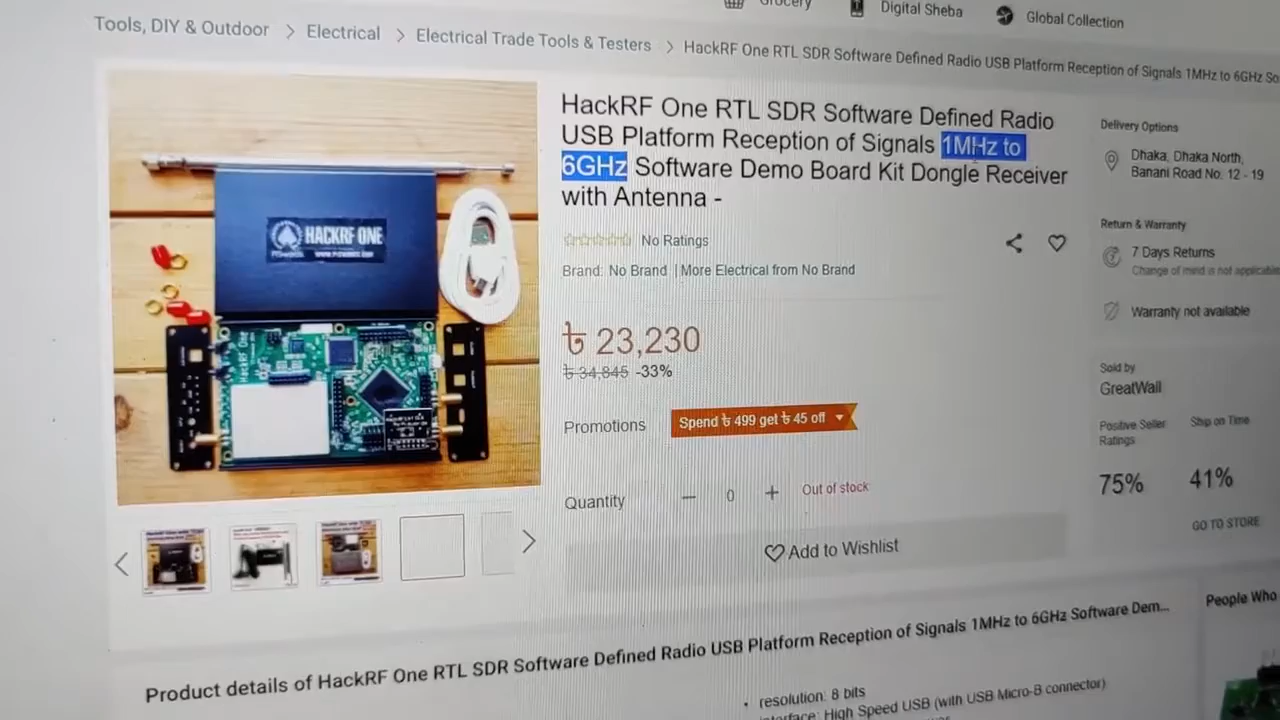 Grocery
Digital Sheba
Global Collection
Tools, DIY & Outdoor > Electrical > Electrical Trade Tools & Testers > HackRF One RTL SDR Software Defined Radio USB Platform Reception of Signals 1MHz to 6GHz So
HackRF One RTL SDR Software Defined Radio
USB Platform Reception of Signals 1MHz to
6GHz Software Demo Board Kit Dongle Receiver
with Antenna -
No Ratings
Brand: No Brand | More Electrical from No Brand
৳ 23,230
৳ 34,845 -33%
Promotions
Spend ৳ 499 get ৳ 45 off
Quantity
0
Out of stock
Add to Wishlist
HACKRF ONE
HackRF One
Delivery Options
Dhaka, Dhaka North,
Banani Road No. 12 - 19
Return & Warranty
7 Days Returns
Change of mind is not applicable
Warranty not available
Sold by
GreatWall
Positive Seller
Ratings
Ship on Time
75%
41%
GO TO STORE
People Who
Product details of HackRF One RTL SDR Software Defined Radio USB Platform Reception of Signals 1MHz to 6GHz Software Dem...
resolution: 8 bits
interface: High Speed USB (with USB Micro-B connector)